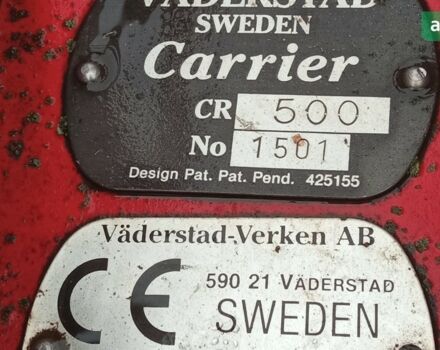 VÄDERSTAD
SWEDEN
Carrier
CR 500
No 1501
Design Pat. Pat. Pend. 425155
Väderstad-Verken AB
CE 590 21 VÄDERSTAD
SWEDEN